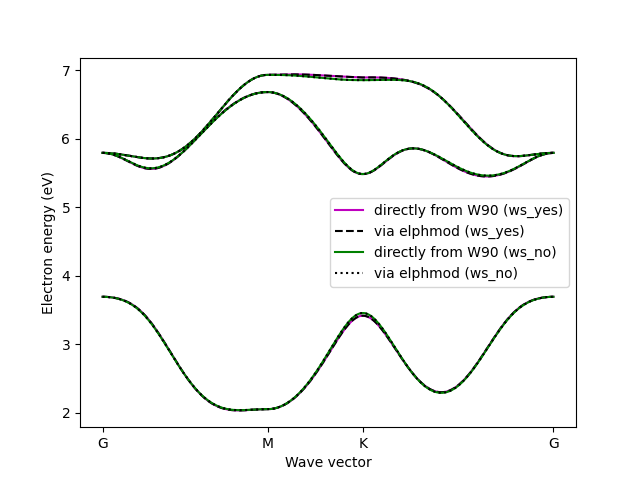 7
6
5
4
3
2
Electron energy (eV)
directly from W90 (ws_yes)
via elphmod (ws_yes)
directly from W90 (ws_no)
via elphmod (ws_no)
G M K G
Wave vector